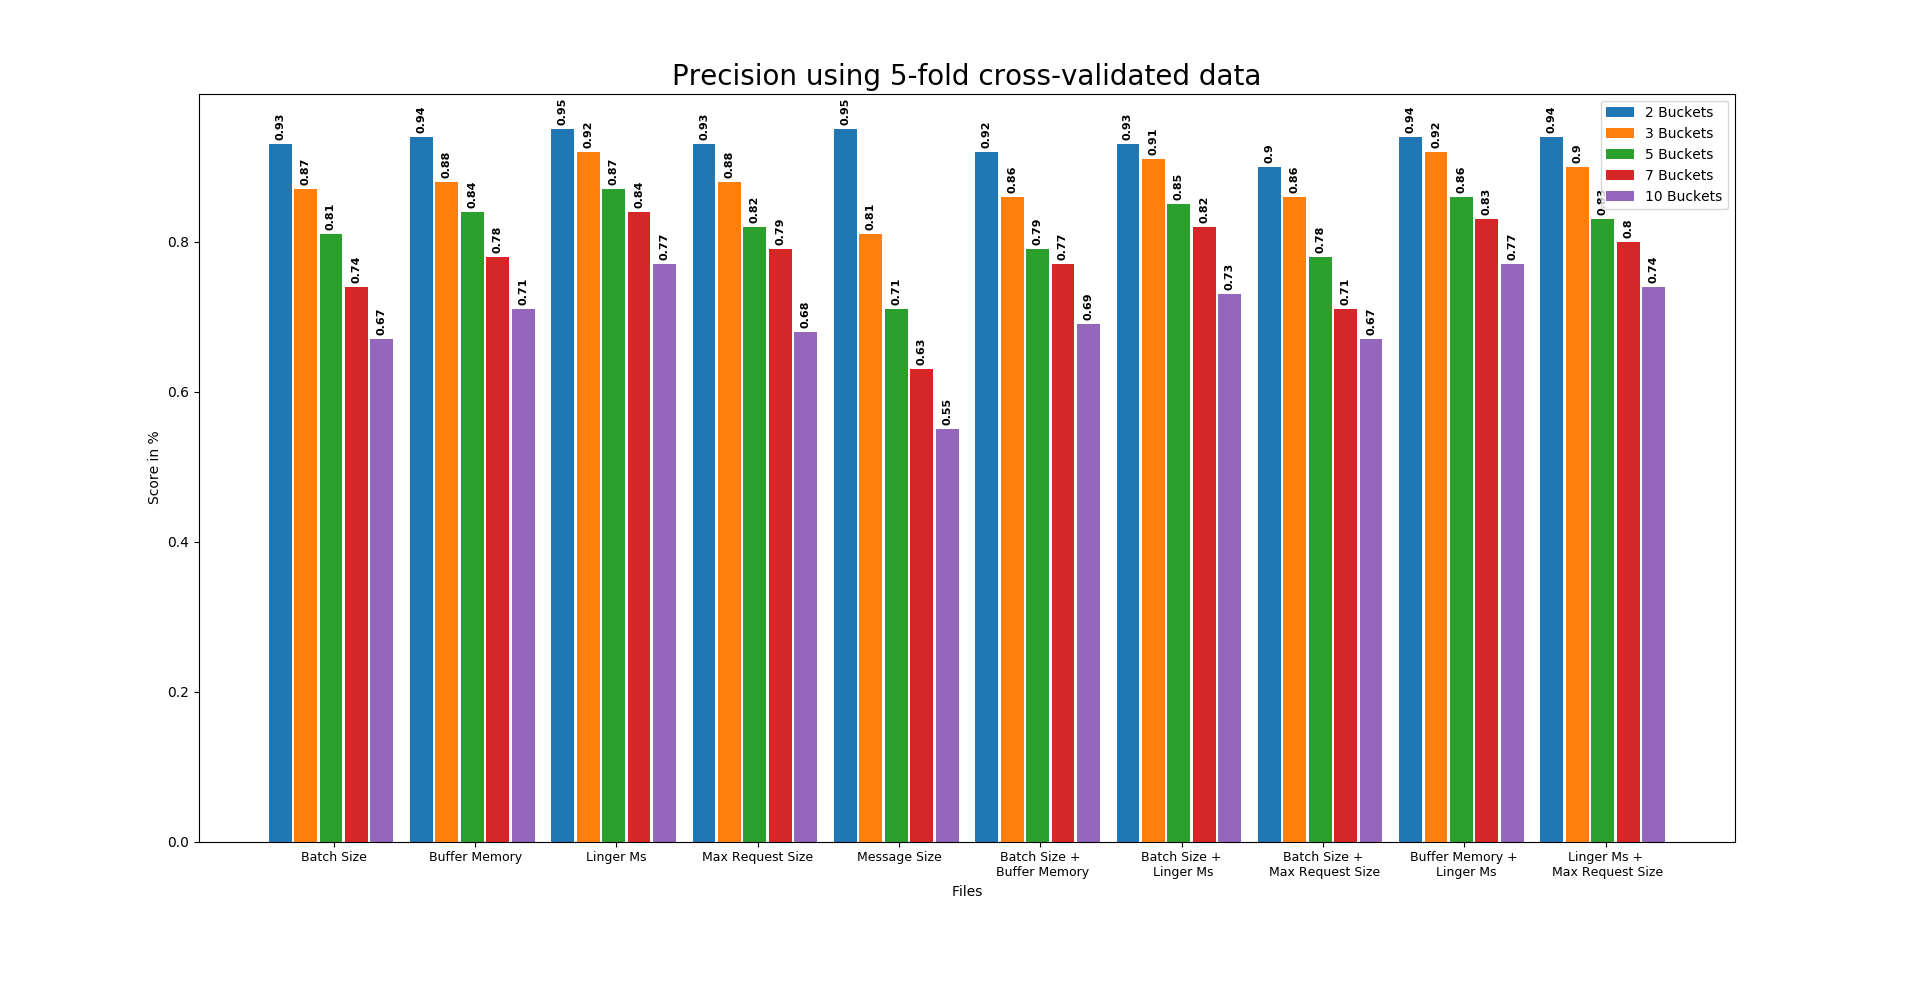 Precision using 5-fold cross-validated data
2 Buckets
3 Buckets
5 Buckets
7 Buckets
10 Buckets
0.93
0.87
0.81
0.74
0.67
0.94
0.88
0.84
0.78
0.71
0.95
0.92
0.87
0.84
0.77
0.93
0.88
0.82
0.79
0.68
0.95
0.81
0.71
0.63
0.55
0.92
0.86
0.79
0.77
0.69
0.93
0.91
0.85
0.82
0.73
0.9
0.86
0.78
0.71
0.67
0.94
0.92
0.86
0.83
0.77
0.94
0.9
0.8
0.74
0.8
0.6
0.4
0.2
0.0
Score in %
Batch Size
Buffer Memory
Linger Ms
Max Request Size
Message Size
Batch Size +
Buffer Memory
Batch Size +
Linger Ms
Batch Size +
Max Request Size
Buffer Memory +
Linger Ms
Linger Ms +
Max Request Size
Files